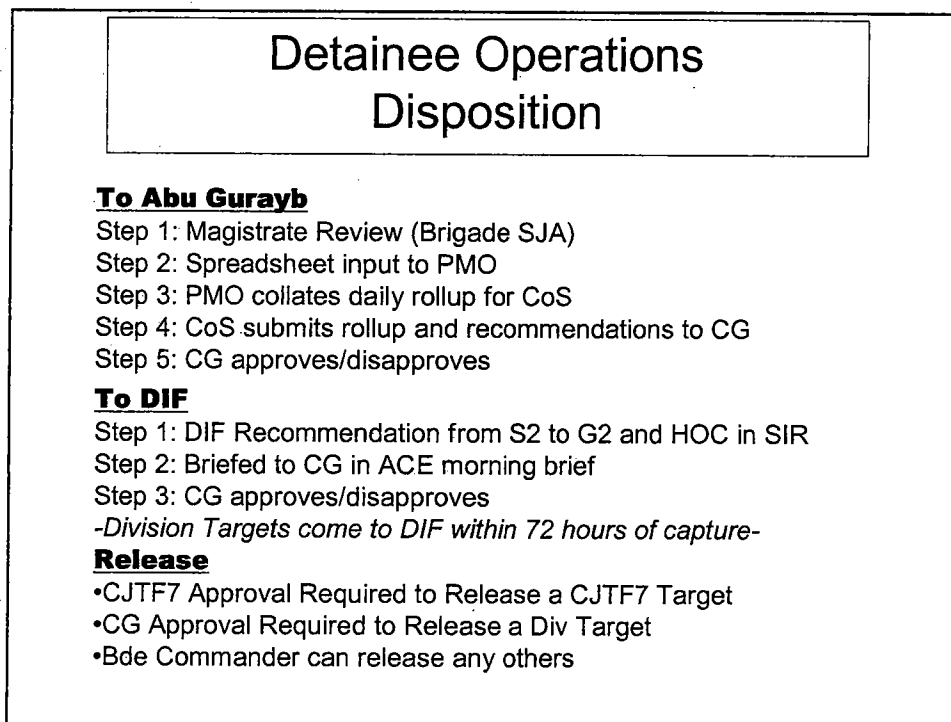 Detainee Operations
Disposition
To Abu Gurayb
Step 1: Magistrate Review (Brigade SJA)
Step 2: Spreadsheet input to PMO
Step 3: PMO collates daily rollup for CoS
Step 4: CoS submits rollup and recommendations to CG
Step 5: CG approves/disapproves
To DIF
Step 1: DIF Recommendation from S2 to G2 and HOC in SIR
Step 2: Briefed to CG in ACE morning brief
Step 3: CG approves/disapproves
-Division Targets come to DIF within 72 hours of capture-
Release
•CJTF7 Approval Required to Release a CJTF7 Target
•CG Approval Required to Release a Div Target
•Bde Commander can release any others